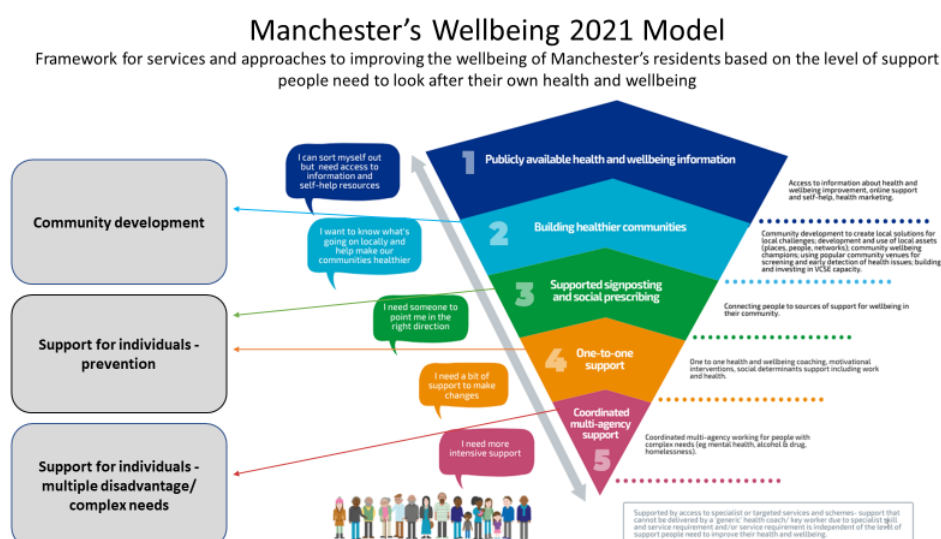 Manchester's Wellbeing 2021 Model
Framework for services and approaches to improving the wellbeing of Manchester's residents based on the level of support
people need to look after their own health and wellbeing
Community development
Support for individuals -
prevention
Support for individuals -
multiple disadvantage/
complex needs
I can sort myself out
but need access to
information and
self-help resources
I want to know what's
going on locally and
help make our
communities healthier
I need someone to
point me in the
right direction
I need a bit of
support to make
changes
I need more
intensive support
1 Publicly available health and wellbeing information
2 Building healthier communities
3 Supported signposting
and social prescribing
4 One-to-one
support
Coordinated
multi-agency
support
5
Access to information about health and
wellbeing improvement, online support
and self-help, health marketing.
Community development to create local solutions for
local challenges; development and use of local assets
(places, people, networks); community wellbeing
champions; using popular community venues for
screening and early detection of health issues; building
and investing in VCSE capacity.
Connecting people to sources of support for wellbeing in
their community.
One to one health and wellbeing coaching, motivational
interventions, social determinants support including work
and health.
Coordinated multi-agency working for people with
complex needs (eg mental health, alcohol & drug,
homelessness).
Supported by access to specialist or targeted services and schemes- support that
cannot be delivered by a 'generic' health coach/ key worker due to specialist skill
and service requirement and/or service requirement is independent of the level of
support people need to improve their health and wellbeing.